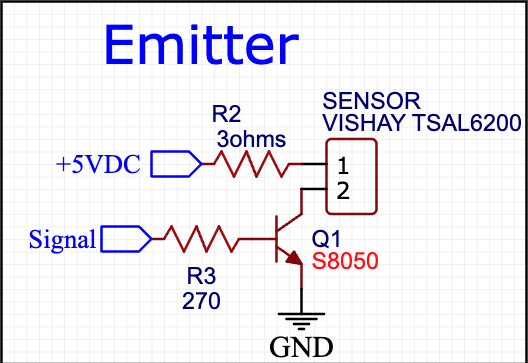 Emitter
SENSOR
VISHAY TSAL6200
R2
3ohms
+5VDC
1
2
Signal
Q1
S8050
R3
270
GND